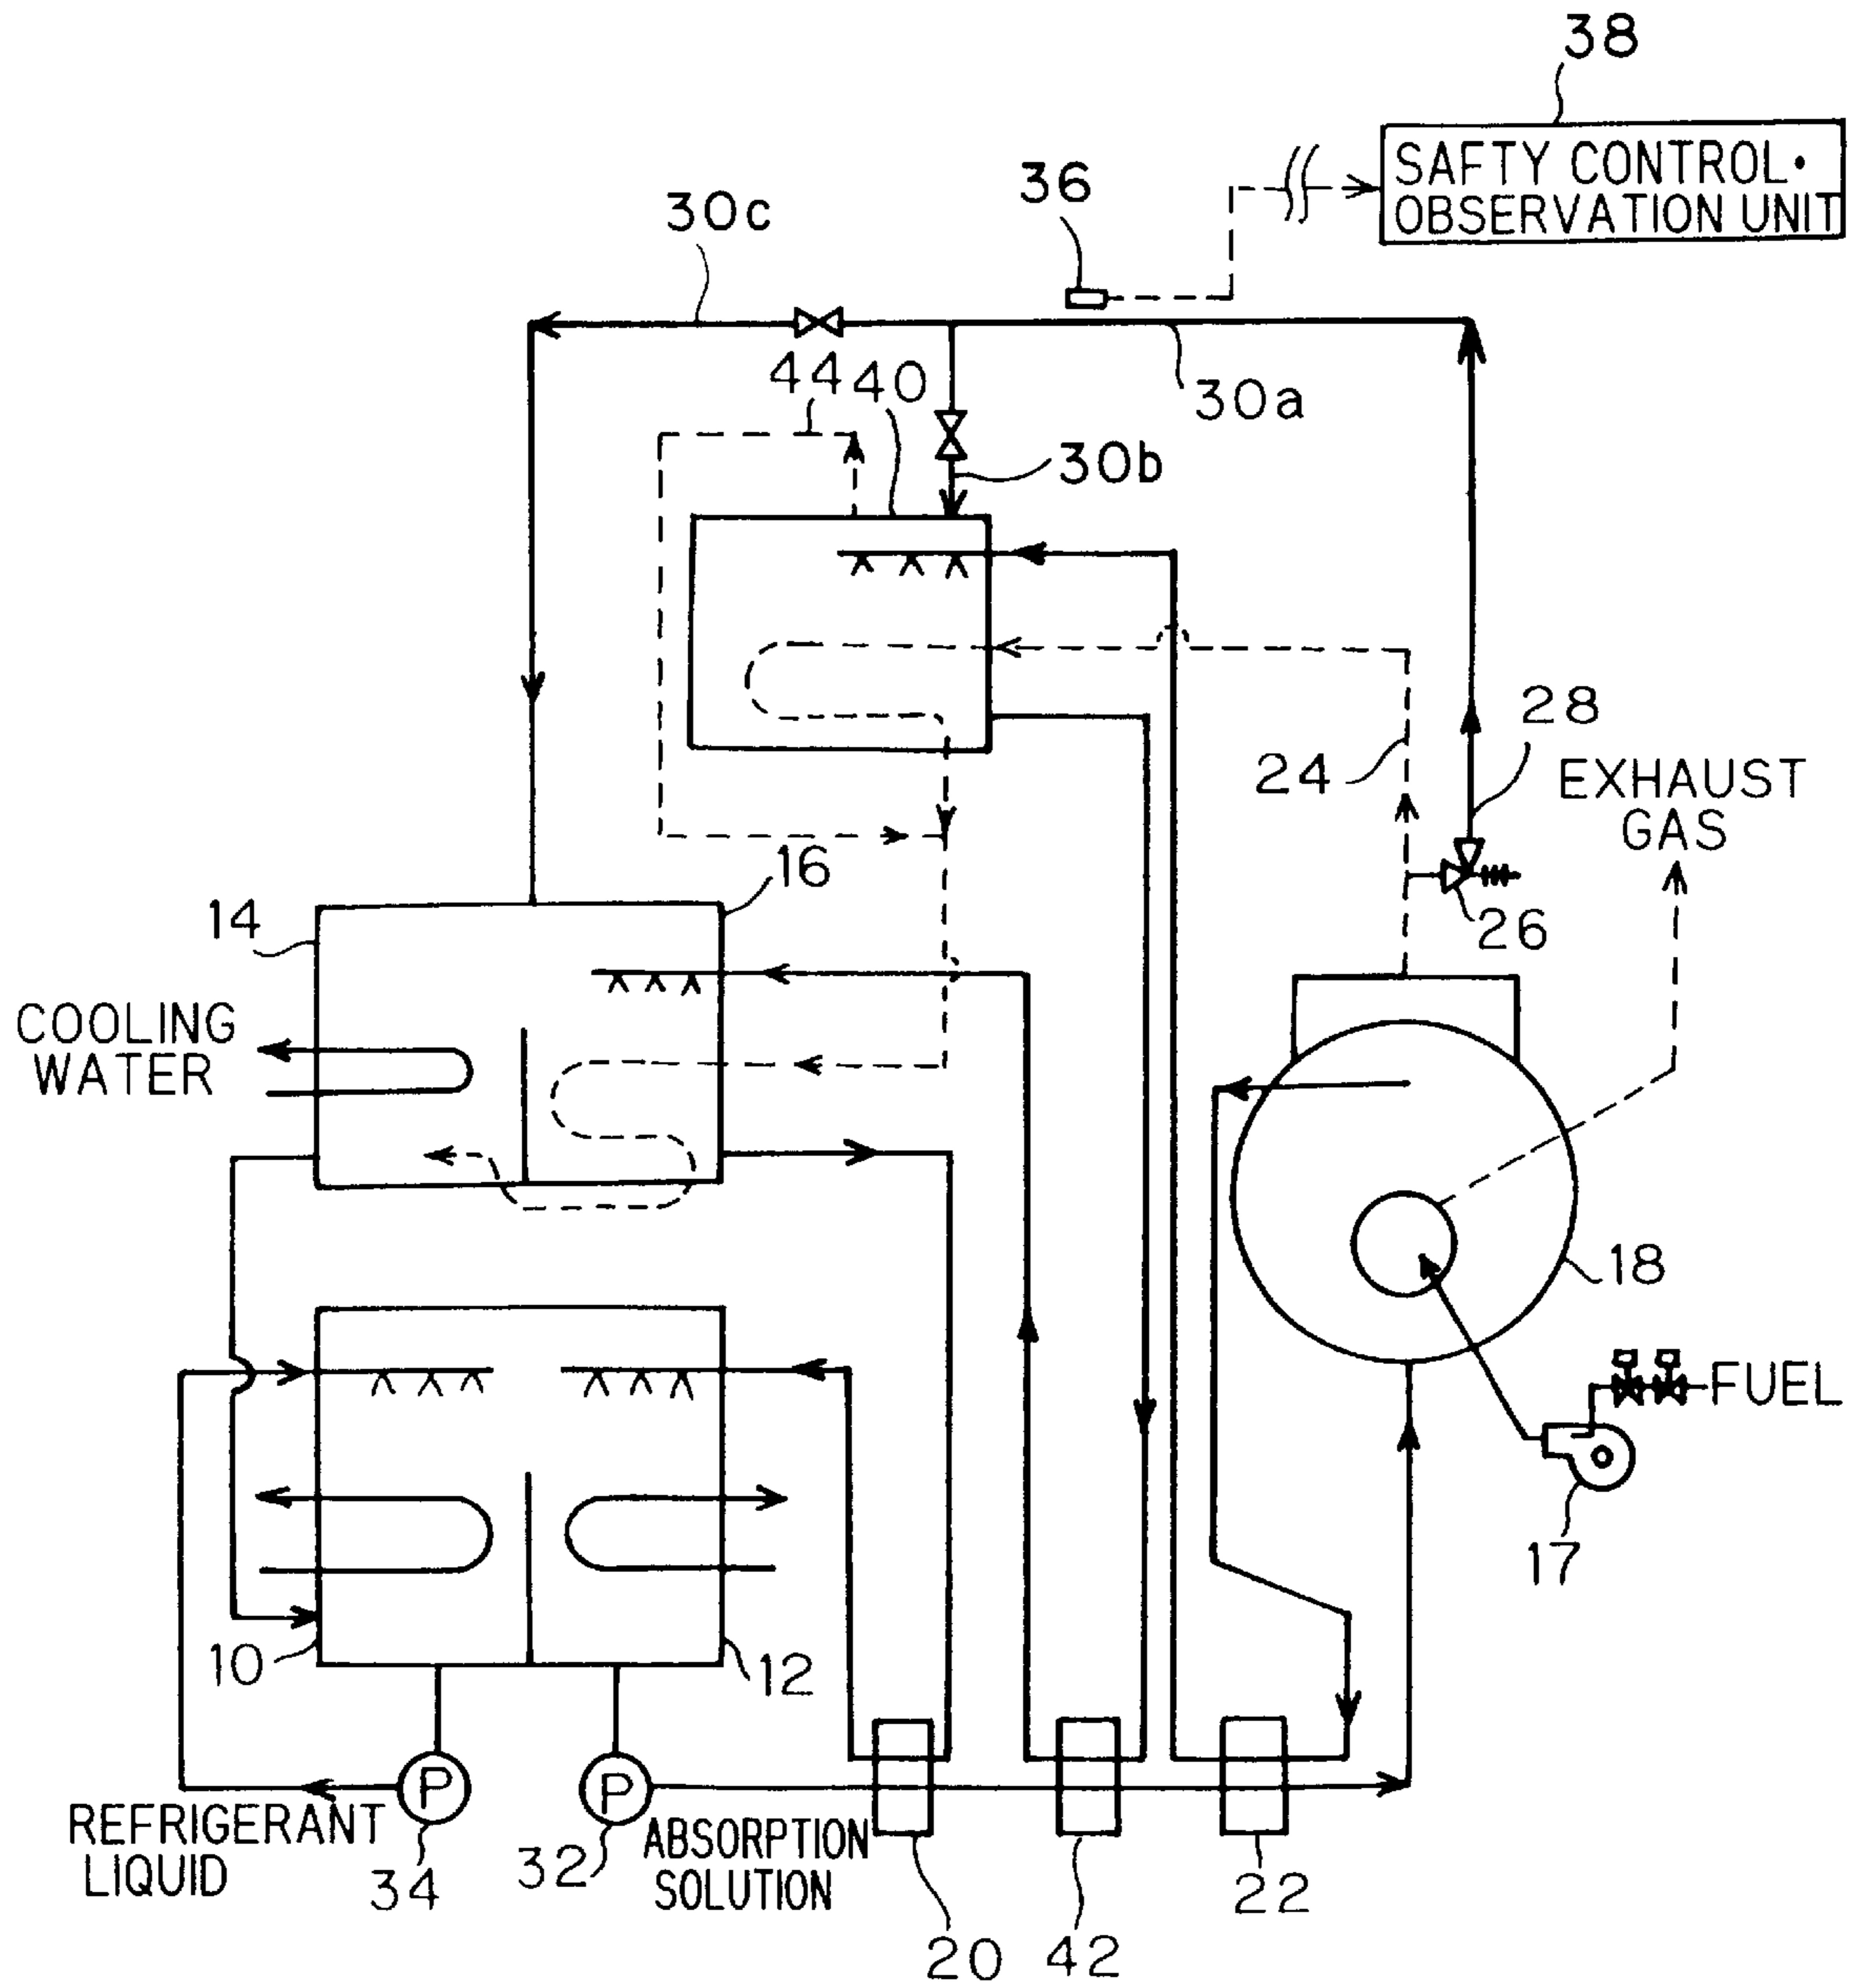 38
SAFTY CONTROL·
OBSERVATION UNIT
36
30c
44
40
30a
30b
28
24
EXHAUST
GAS
16
14
26
COOLING
WATER
18
FUEL
17
10
12
P
P
REFRIGERANT
LIQUID
34
32
ABSORPTION
SOLUTION
22
20
42